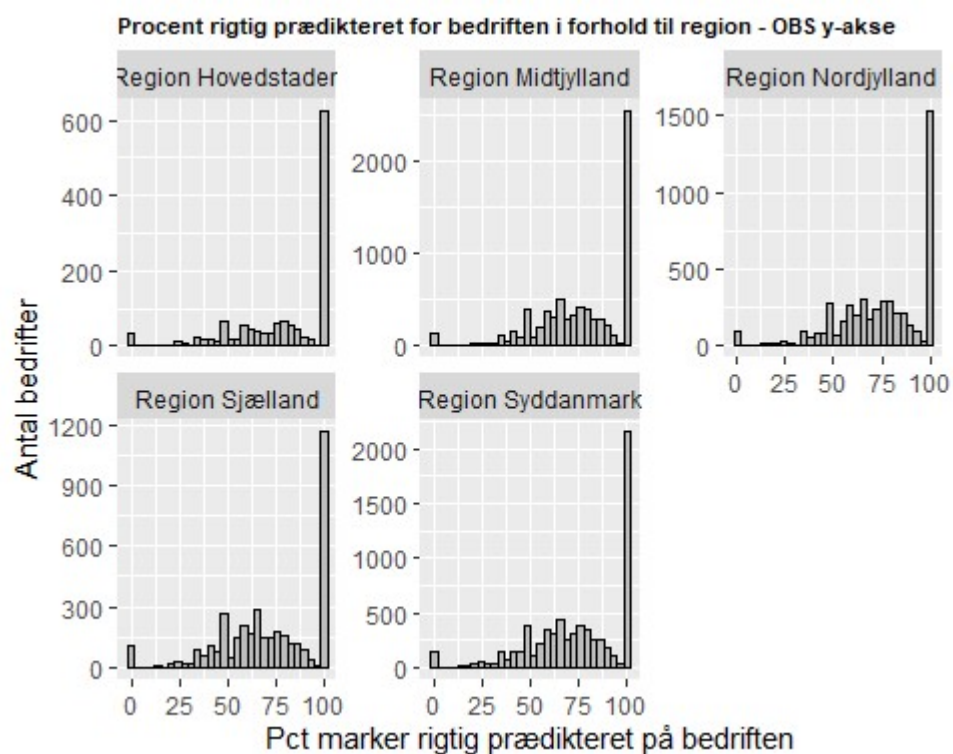 Procent rigtig prædikteret for bedriften i forhold til region - OBS y-akse
Region Hovedstaden
Region Midtjylland
Region Nordjylland
600
400
200
0
2000
1000
0
1500
1000
500
0
0 25 50 75 100
Region Sjælland
Region Syddanmark
1200
900
600
300
0
2000
1500
1000
500
0
0 25 50 75 100
0 25 50 75 100
Antal bedrifter
Pct marker rigtig prædikteret på bedriften